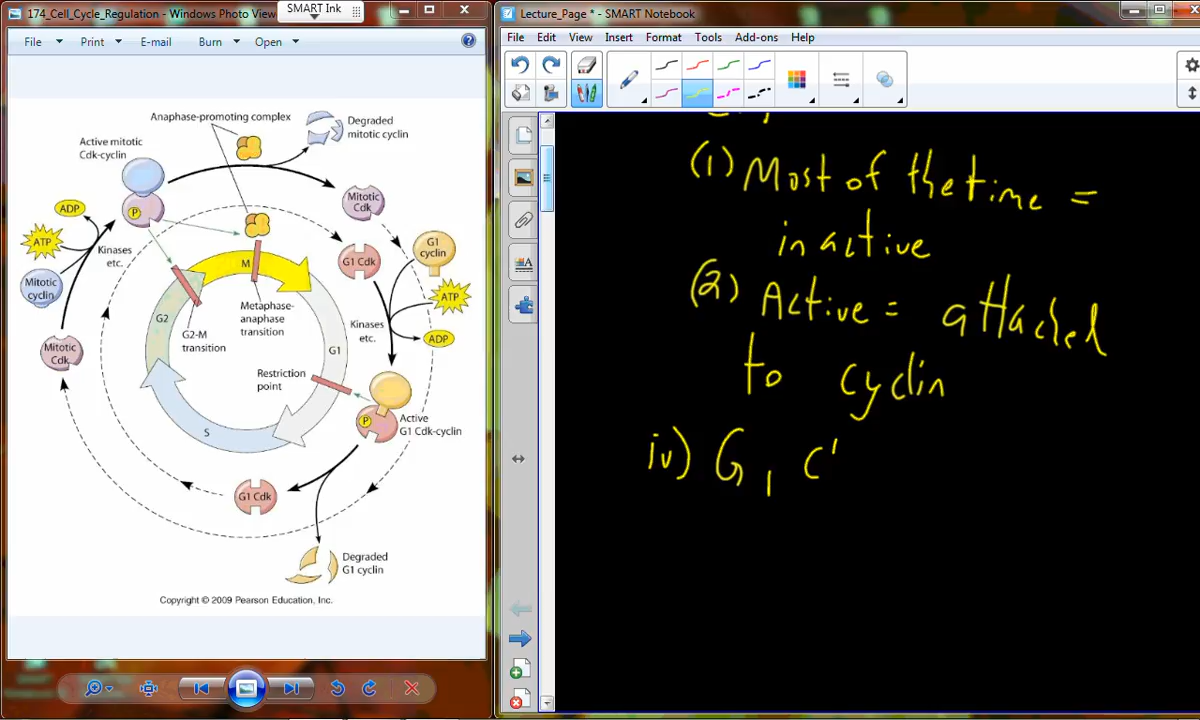 174_Cell_Cycle_Regulation - Windows Photo View
SMART Ink
File Print E-mail Burn Open
Anaphase-promoting complex
Degraded
mitotic cyclin
Active mitotic
Cdk-cyclin
P
ADP
ATP
Kinases
etc.
Mitotic
cyclin
Mitotic
Cdk
Mitotic
Cdk
G1 Cdk
G1
cyclin
ATP
ADP
Kinases
etc.
M
Metaphase-
anaphase
transition
G2
G2-M
transition
G1
Restriction
point
S
P
Active
G1 Cdk-cyclin
G1 Cdk
Degraded
G1 cyclin
Copyright © 2009 Pearson Education, Inc.
Lecture_Page * - SMART Notebook
File Edit View Insert Format Tools Add-ons Help
(1) Most of the time =
inactive
(2) Active = attached
to cyclin
iv) G1 C